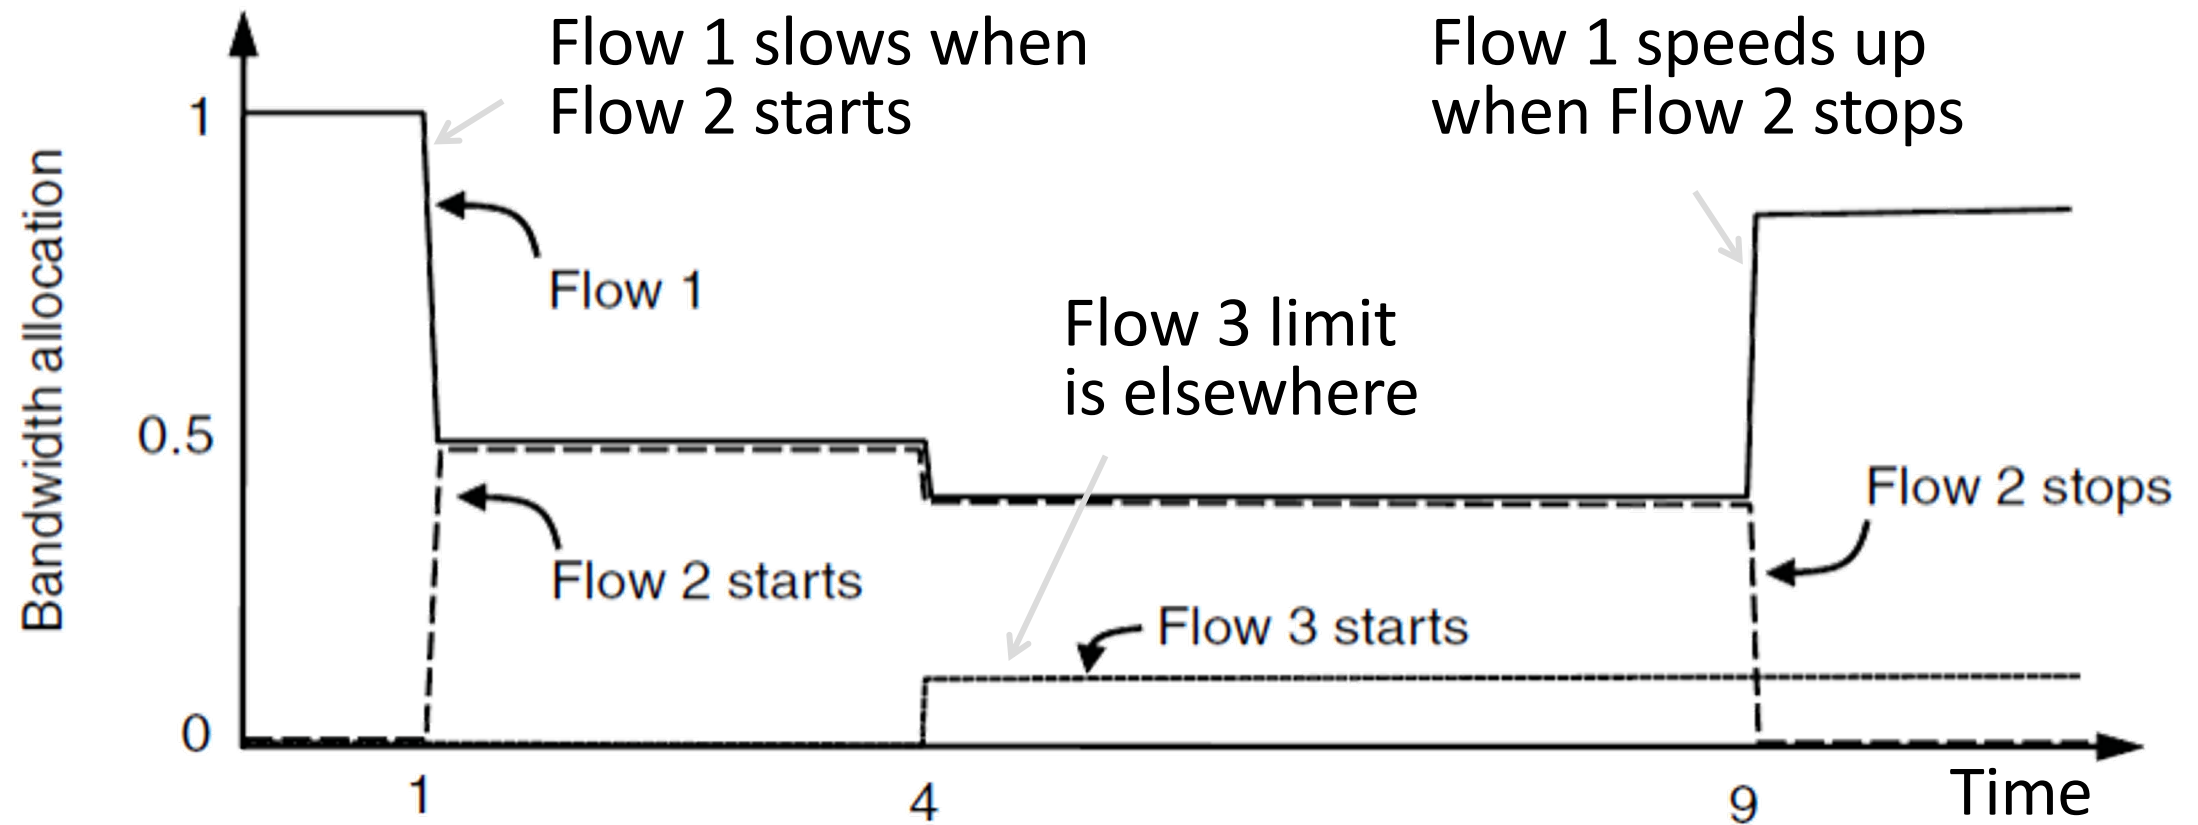 Flow 1 slows when
Flow 2 starts
Flow 1 speeds up
when Flow 2 stops
1
Bandwidth allocation
Flow 1
Flow 3 limit
is elsewhere
0.5
Flow 2 stops
Flow 2 starts
Flow 3 starts
0
1
4
9
Time